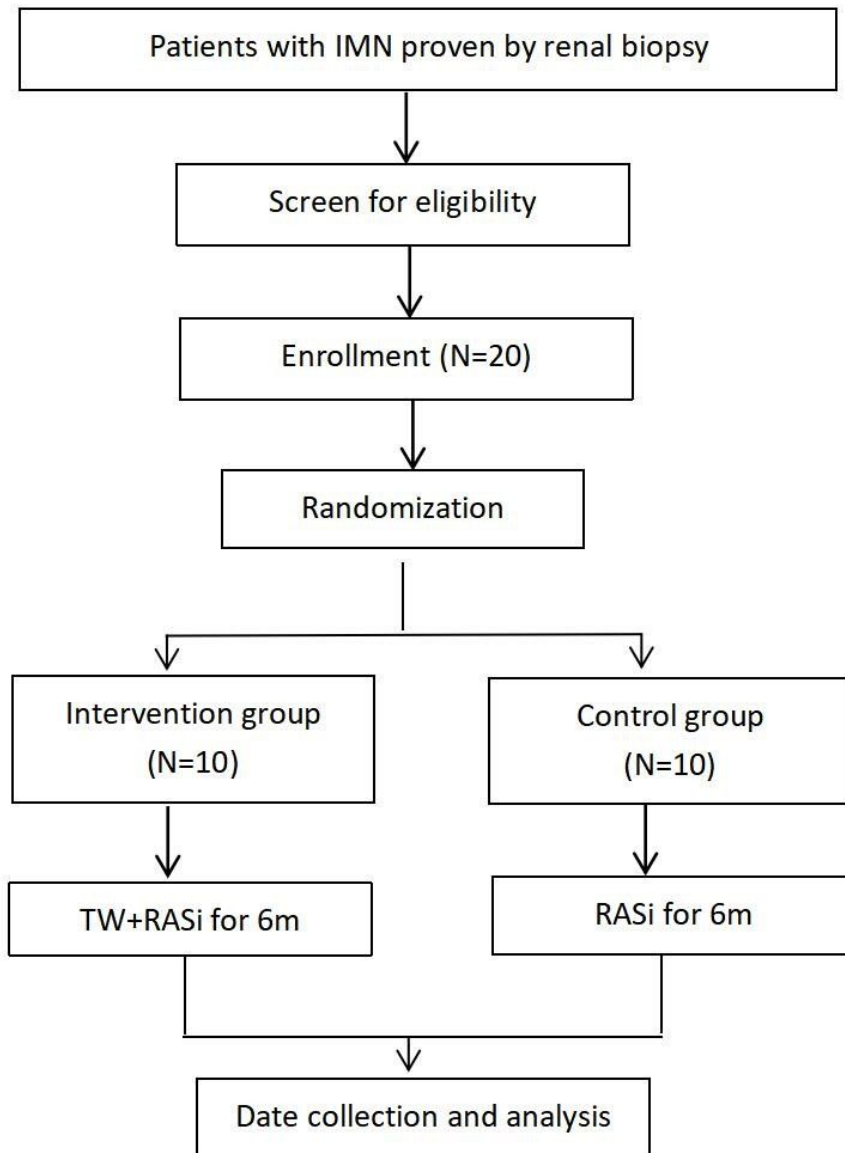 Patients with IMN proven by renal biopsy
Screen for eligibility
Enrollment (N=20)
Randomization
Intervention group
(N=10)
Control group
(N=10)
TW+RASi for 6m
RASi for 6m
Date collection and analysis